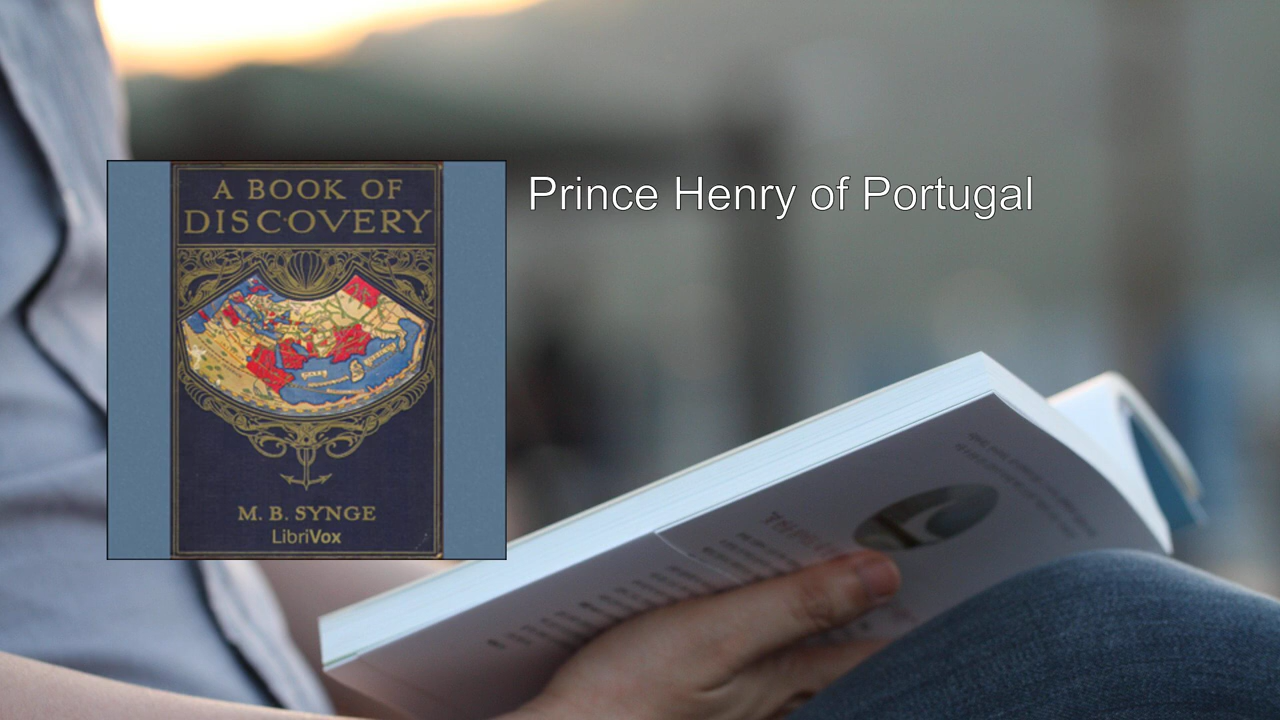 A BOOK OF
DISCOVERY
M. B. SYNGE
LibriVox
Prince Henry of Portugal